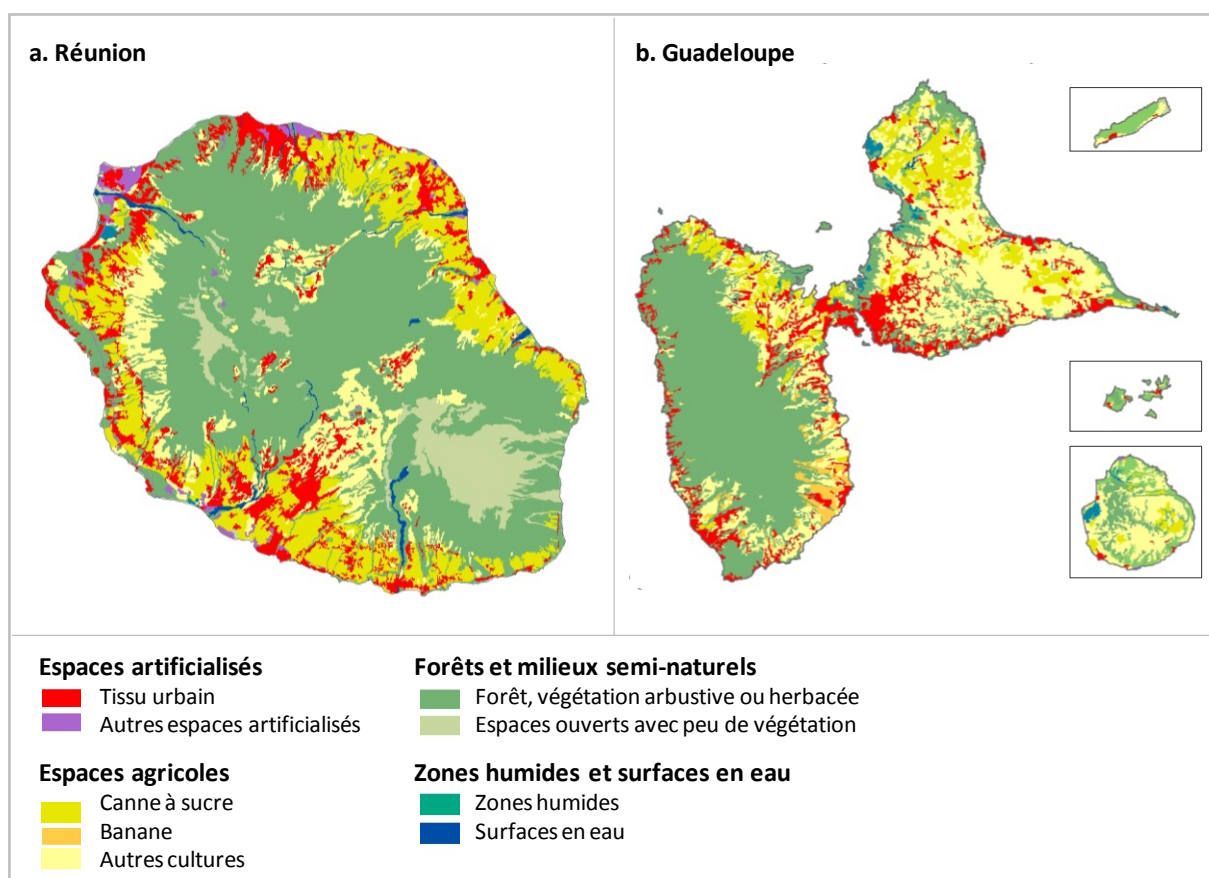 a. Réunion
b. Guadeloupe
Espaces artificialisés
Tissu urbain
Autres espaces artificialisés
Espaces agricoles
Canne à sucre
Banane
Autres cultures
Forêts et milieux semi-naturels
Forêt, végétation arbustive ou herbacée
Espaces ouverts avec peu de végétation
Zones humides et surfaces en eau
Zones humides
Surfaces en eau